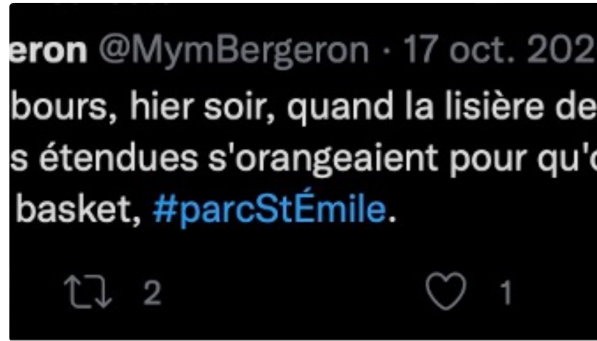 eron @MymBergeron · 17 oct. 202
bours, hier soir, quand la lisière de
s étendues s'orangeaient pour qu'o
basket, #parcStÉmile.
2 1